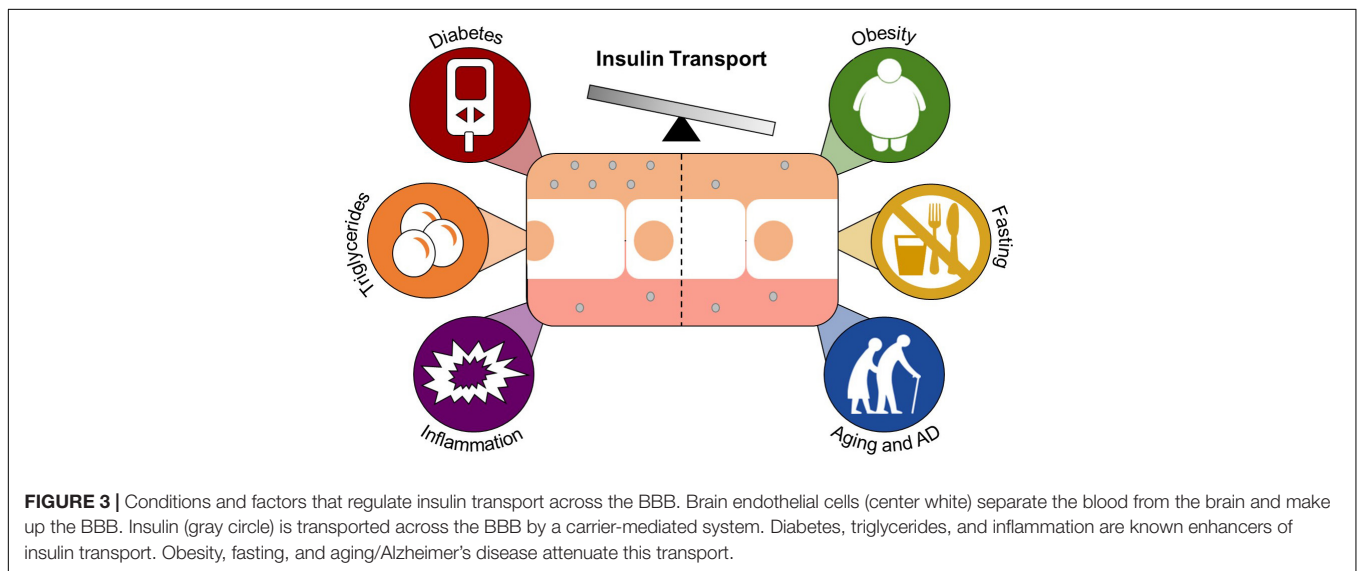 Diabetes
Insulin Transport
Obesity
Triglycerides
Fasting
Inflammation
Aging and AD
FIGURE 3 | Conditions and factors that regulate insulin transport across the BBB. Brain endothelial cells (center white) separate the blood from the brain and make
up the BBB. Insulin (gray circle) is transported across the BBB by a carrier-mediated system. Diabetes, triglycerides, and inflammation are known enhancers of
insulin transport. Obesity, fasting, and aging/Alzheimer’s disease attenuate this transport.